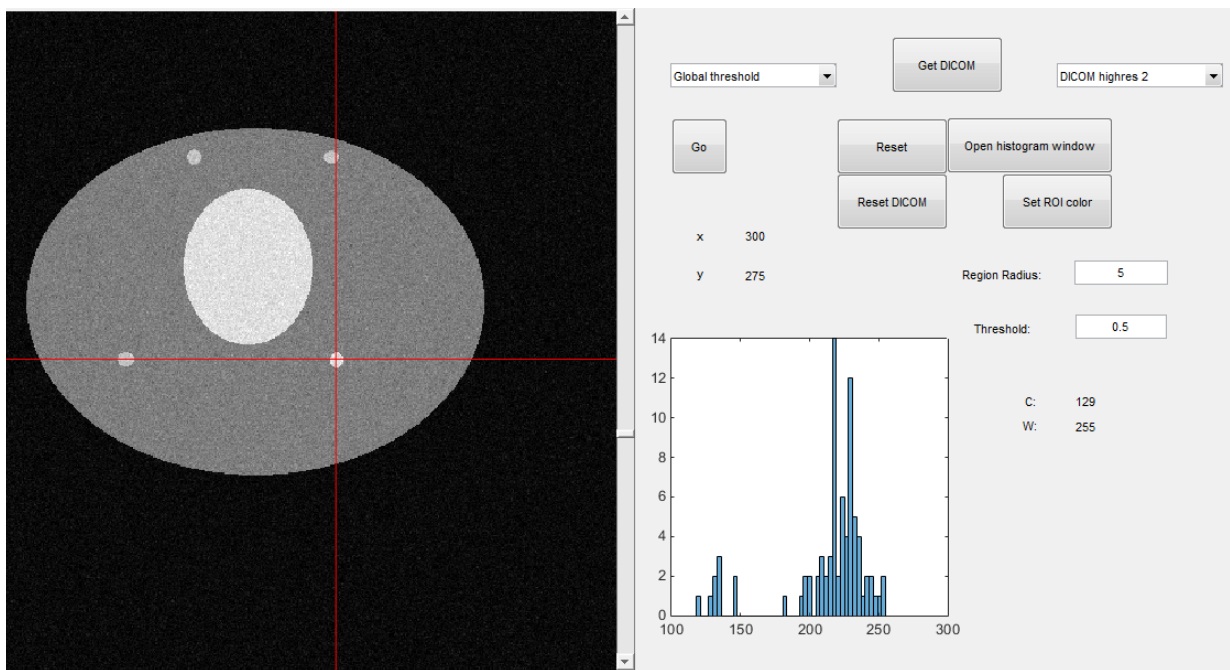 Get DICOM
Global threshold
DICOM highres 2
Go
Reset
Open histogram window
Reset DICOM
Set ROI color
x 300
y 275
Region Radius: 5
Threshold: 0.5
14
12
10
8
6
4
2
0
100 150 200 250 300
C: 129
W: 255